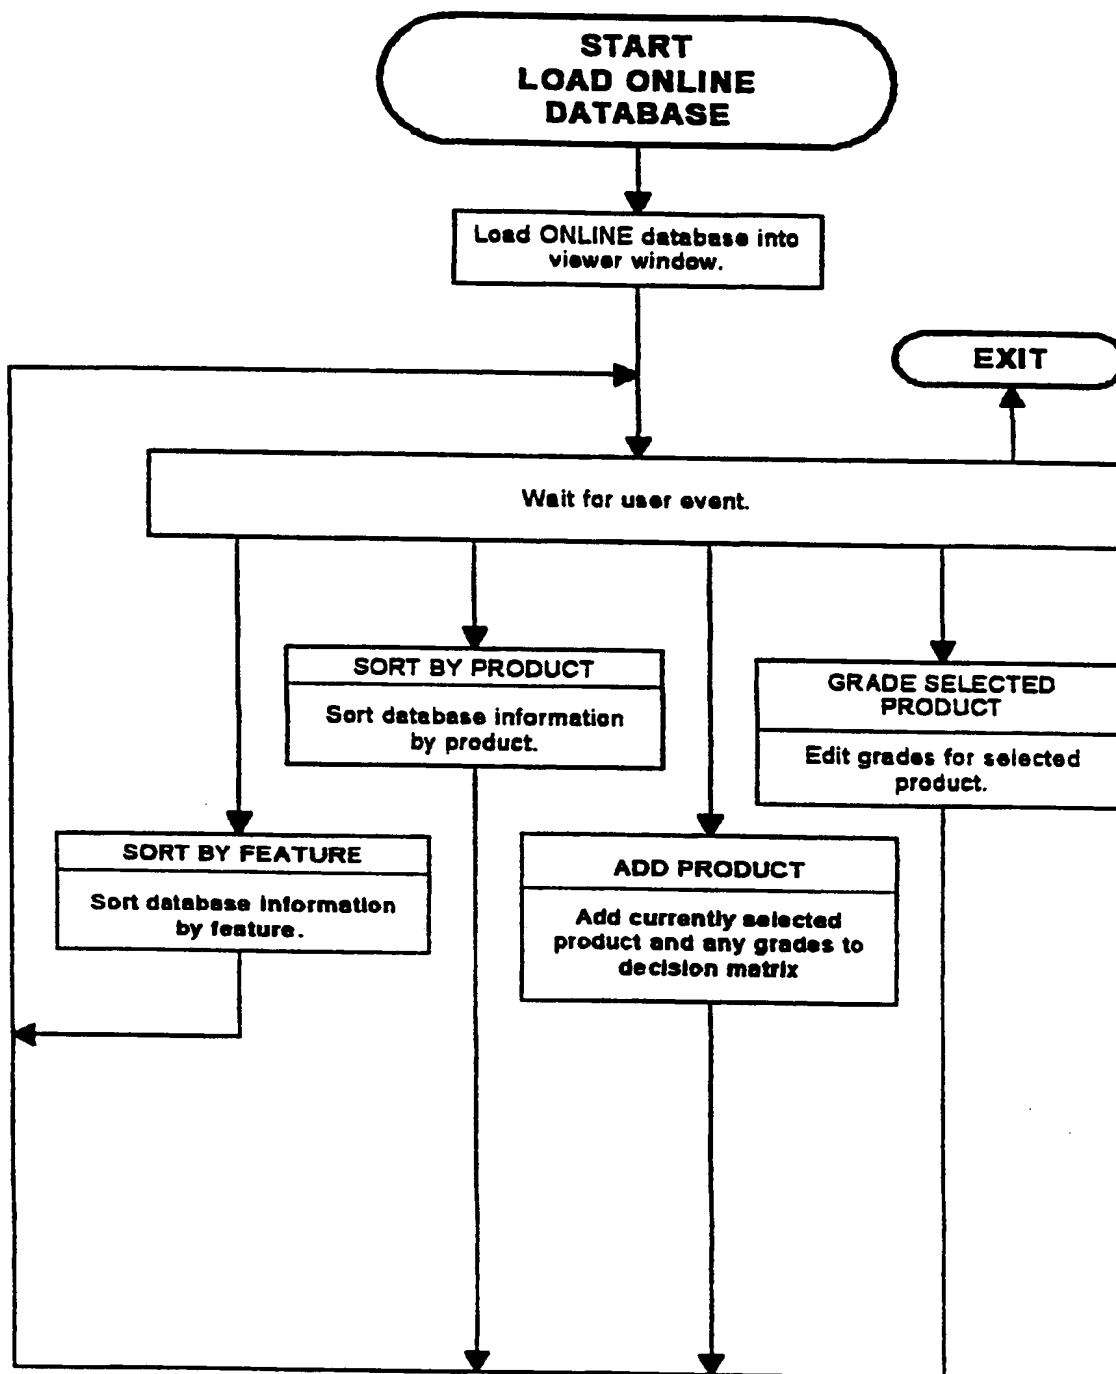 START
LOAD ONLINE
DATABASE
Load ONLINE database into
viewer window.
EXIT
Wait for user event.
SORT BY PRODUCT
Sort database information
by product.
GRADE SELECTED
PRODUCT
Edit grades for selected
product.
SORT BY FEATURE
Sort database information
by feature.
ADD PRODUCT
Add currently selected
product and any grades to
decision matrix